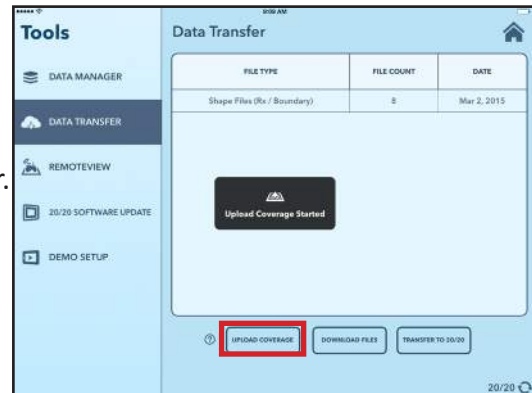 9:09 AM
Tools
Data Transfer
DATA MANAGER
DATA TRANSFER
REMOTEVIEW
20/20 SOFTWARE UPDATE
DEMO SETUP
FILE TYPE FILE COUNT DATE
Shape Files (Rx / Boundary) 8 Mar 2, 2015
Upload Coverage Started
UPLOAD COVERAGE DOWNLOAD FILES TRANSFER TO 20/20
20/20
r.